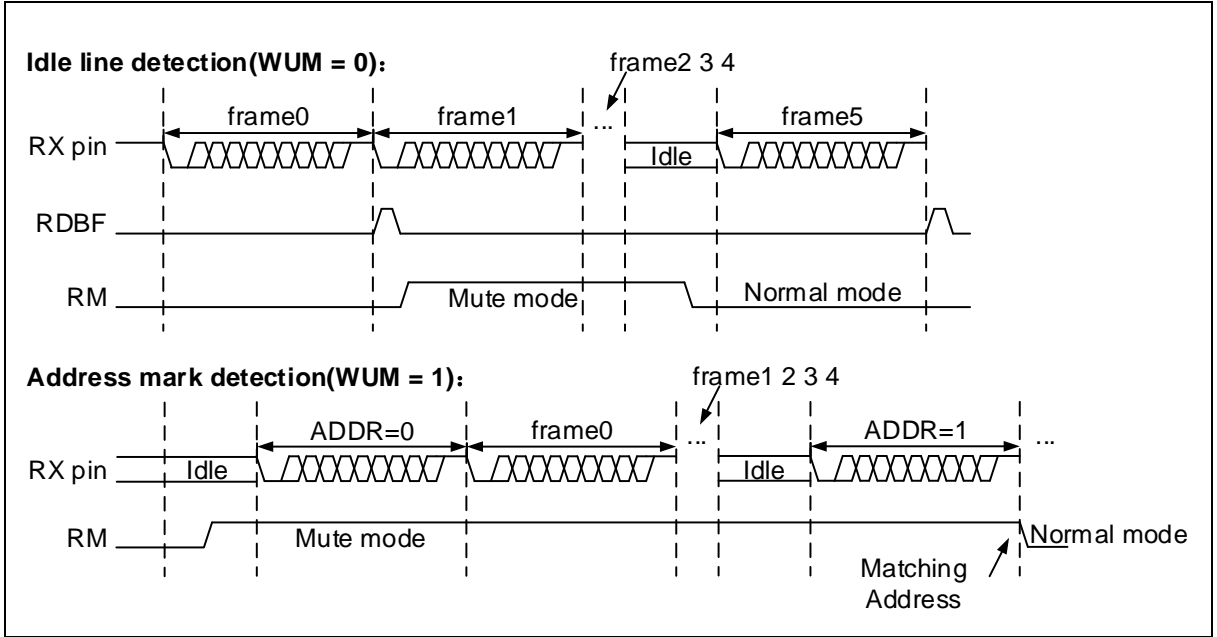 Idle line detection(WUM = 0)：
frame2 3 4
frame0
frame1
...
frame5
RX pin
Idle
RDBF
RM
Mute mode
Normal mode
Address mark detection(WUM = 1)：
frame1 2 3 4
ADDR=0
frame0
...
ADDR=1
...
RX pin
Idle
Idle
RM
Mute mode
Normal mode
Matching
Address